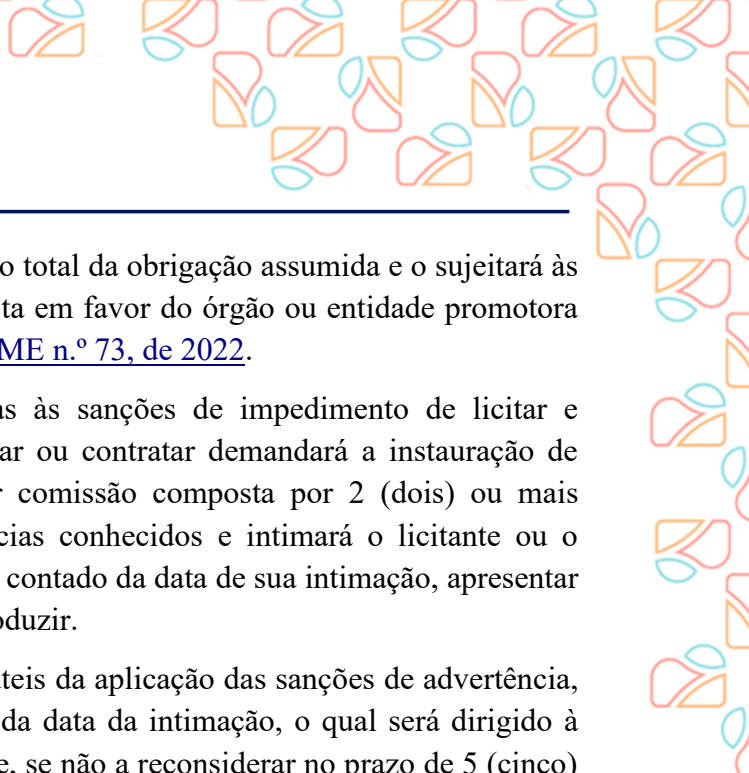 o total da obrigação assumida e o sujeitará às
ta em favor do órgão ou entidade promotora
ME n.º 73, de 2022.
as às sanções de impedimento de licitar e
ar ou contratar demandará a instauração de
r comissão composta por 2 (dois) ou mais
cias conhecidos e intimará o licitante ou o
contado da data de sua intimação, apresentar
oduzir.
úteis da aplicação das sanções de advertência,
da data da intimação, o qual será dirigido à
e, se não a reconsiderar no prazo de 5 (cinco)